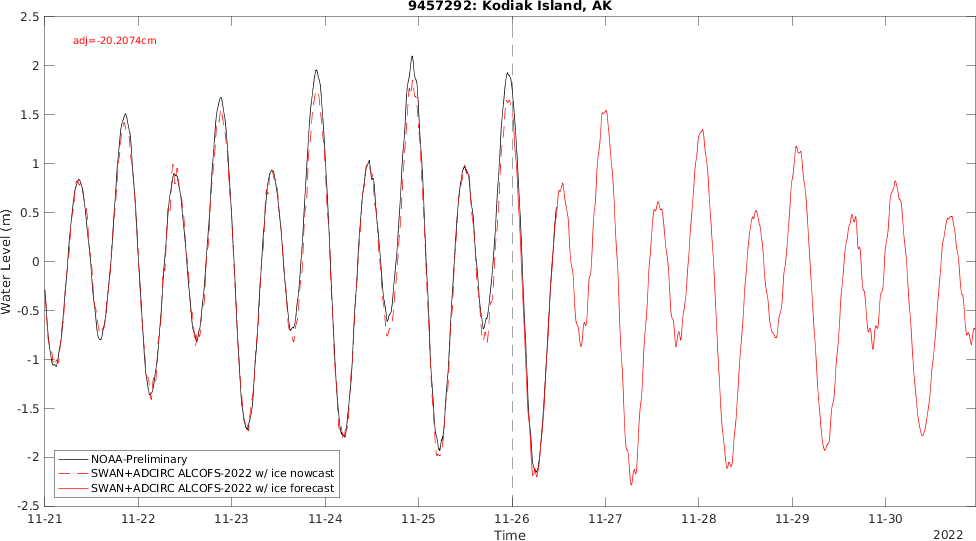 9457292: Kodiak Island, AK
adj=-20.2074cm
Water Level (m)
2.5
2
1.5
1
0.5
0
-0.5
-1
-1.5
-2
-2.5
NOAA-Preliminary
SWAN+ADCIRC ALCOFS-2022 w/ ice nowcast
SWAN+ADCIRC ALCOFS-2022 w/ ice forecast
11-21 11-22 11-23 11-24 11-25 11-26 11-27 11-28 11-29 11-30
Time
2022